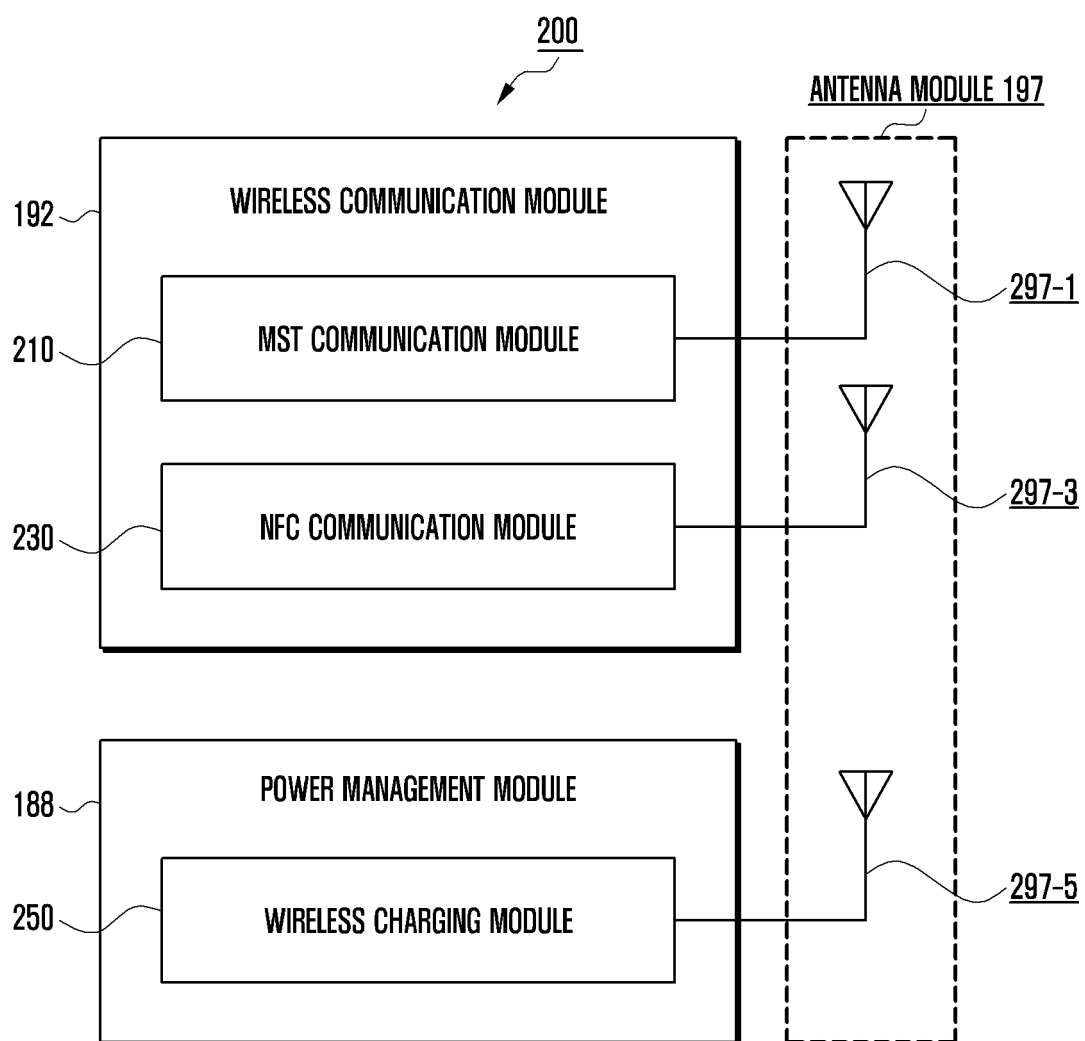 200
ANTENNA MODULE 197
192
WIRELESS COMMUNICATION MODULE
297-1
210
MST COMMUNICATION MODULE
297-3
230
NFC COMMUNICATION MODULE
188
POWER MANAGEMENT MODULE
297-5
250
WIRELESS CHARGING MODULE